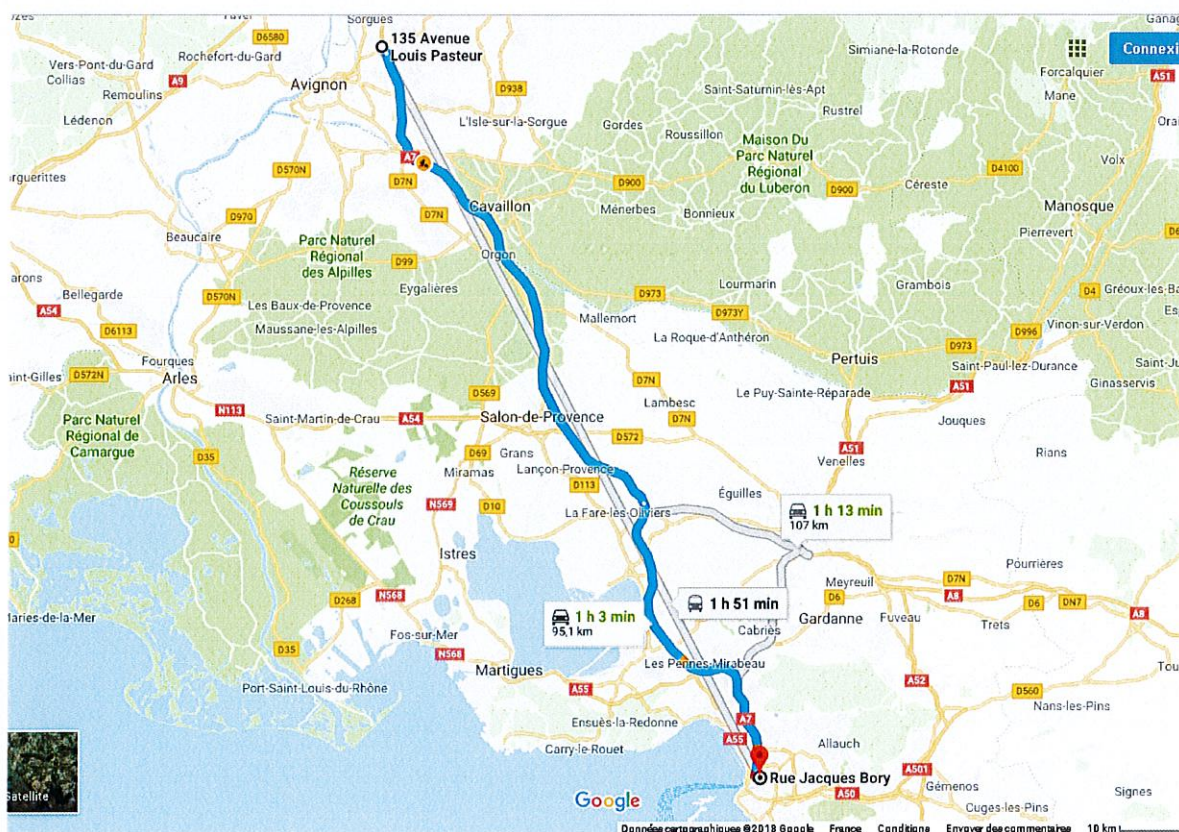 Sorgues
135 Avenue
Louis Pasteur
D6580
Rochefort-du-Gard
Vers-Pont-du-Gard
Collias
A9
Remoulins
Lédenon
Avignon
D938
L'Isle-sur-la-Sorgue
Simiane-la-Rotonde
Connexi
Forcalquier
A51
Mane
Saint-Saturnin-lès-Apt
Rustrel
Gordes
Roussillon
Maison Du
Parc Naturel
Régional
du Luberon
D4100
Volx
A7
D570N
D7N
D900
D900
Céreste
arguerittes
Cavaillon
Ménerbes
Bonnieux
Manosque
D970
D7N
Pierrevert
Beaucaire
Parc Naturel
Régional
des Alpilles
D99
Orgon
Eygalières
Lourmarin
Grambois
D4
Gréoux-les-Ba
arons
Bellegarde
A54
D570N
Les Baux-de-Provence
D973
D973Y
Mallemort
La Roque-d'Anthéron
Vinon-sur-Verdon
D6113
Maussane-les-Alpilles
D996
D973
Pertuis
Saint-Paul-lez-Durance
Fourques
aint-Gilles
D572N
Arles
D7N
D569
Le Puy-Sainte-Réparade
A51
Ginasservis
N113
Saint-Martin-de-Crau
A54
Salon-de-Provence
Lambesc
D7N
Jouques
Parc Naturel
Régional de
Camargue
D572
A51
D35
D69
Grans
Rians
Venelles
Réserve
Naturelle des
Coussouls
de Crau
Miramas
Lançon-Provence
D113
N569
D10
Éguilles
La Fare-les-Oliviers
1 h 13 min
107 km
Istres
Pourrières
Meyreuil
D7N
N568
D268
D6
A8
D6
DN7
A8
1 h 51 min
Maries-de-la-Mer
1 h 3 min
95,1 km
Gardanne
Fuveau
Trets
Fos-sur-Mer
Cabriès
D35
N568
Martigues
Les Pennes-Mirabeau
Tou
A52
Port-Saint-Louis-du-Rhône
A55
D560
Nans-les-Pins
Ensuès-la-Redonne
A7
A55
Carry-le-Rouet
Allauch
A501
Rue Jacques Bory
Gémenos
Satellite
A50
Signes
Google
Cuges-les-Pins
Données cartographiques ©2018 Google France Conditions Envoyer des commentaires 10 km